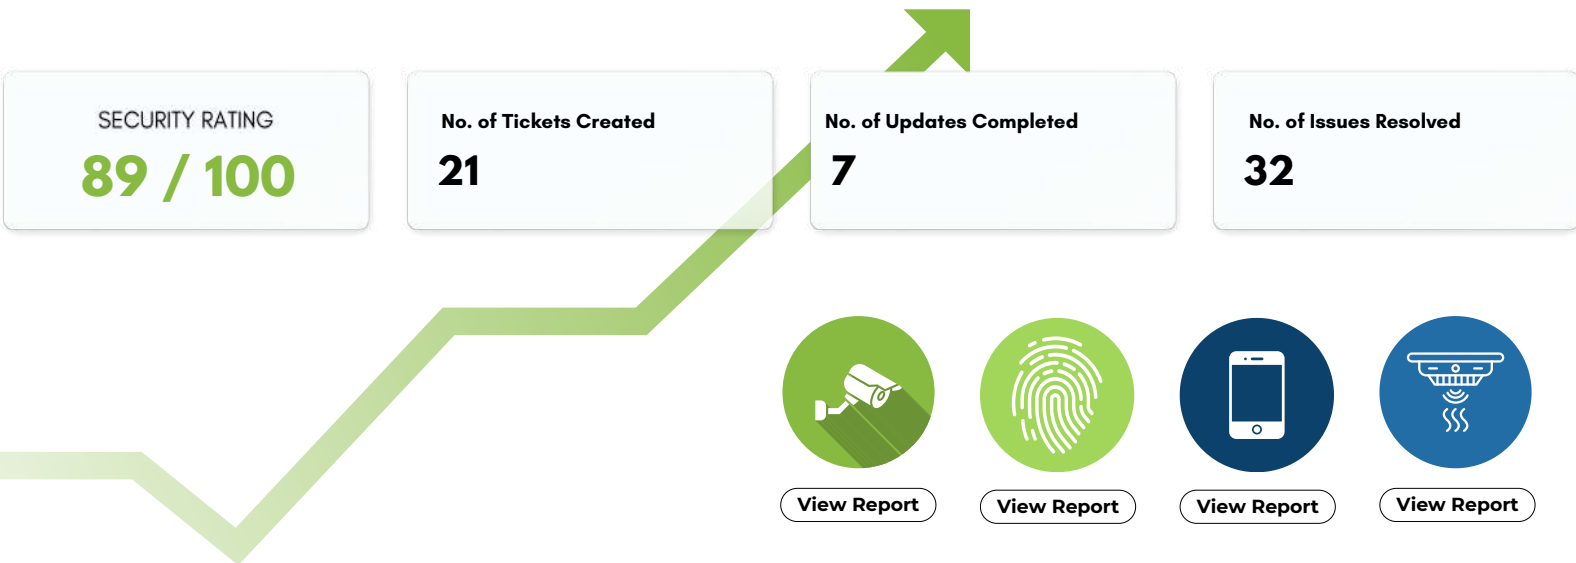 SECURITY RATING
89 / 100
No. of Tickets Created
21
No. of Updates Completed
7
No. of Issues Resolved
32
View Report
View Report
View Report
View Report